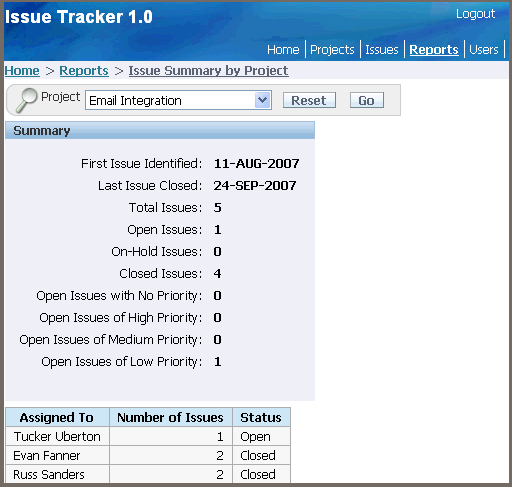 Issue Tracker 1.0
Logout
Home Projects Issues Reports Users
Home > Reports > Issue Summary by Project
Project Email Integration Reset Go
Summary
First Issue Identified: 11-AUG-2007
Last Issue Closed: 24-SEP-2007
Total Issues: 5
Open Issues: 1
On-Hold Issues: 0
Closed Issues: 4
Open Issues with No Priority: 0
Open Issues of High Priority: 0
Open Issues of Medium Priority: 0
Open Issues of Low Priority: 1
Assigned To Number of Issues Status
Tucker Uberton 1 Open
Evan Fanner 2 Closed
Russ Sanders 2 Closed